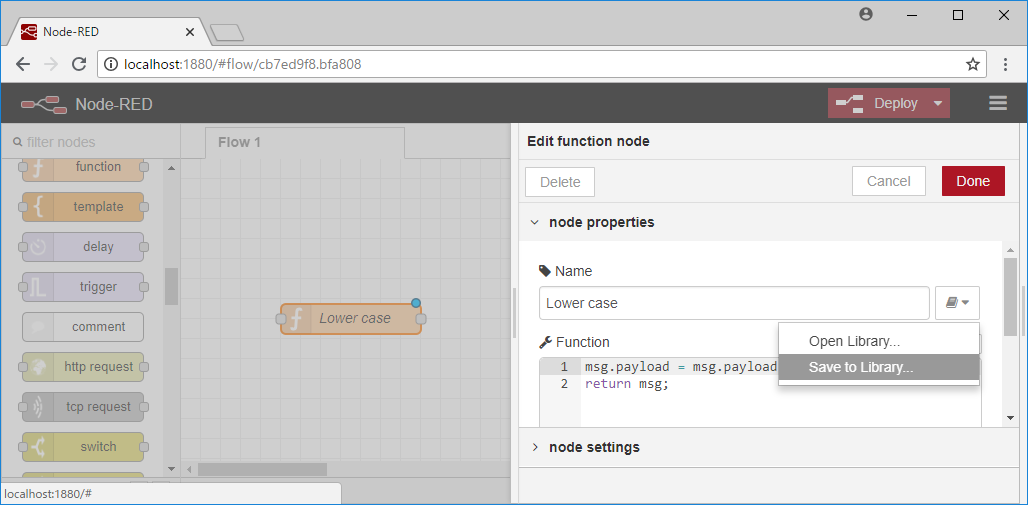 Node-RED
localhost:1880/#flow/cb7ed9f8.bfa808
Node-RED
Deploy
filter nodes
function
template
delay
trigger
comment
http request
tcp request
switch
Flow 1
Lower case
Edit function node
Delete
Cancel
Done
node properties
Name
Lower case
Open Library...
Save to Library...
Function
1 msg.payload = msg.payload
2 return msg;
node settings
localhost:1880/#